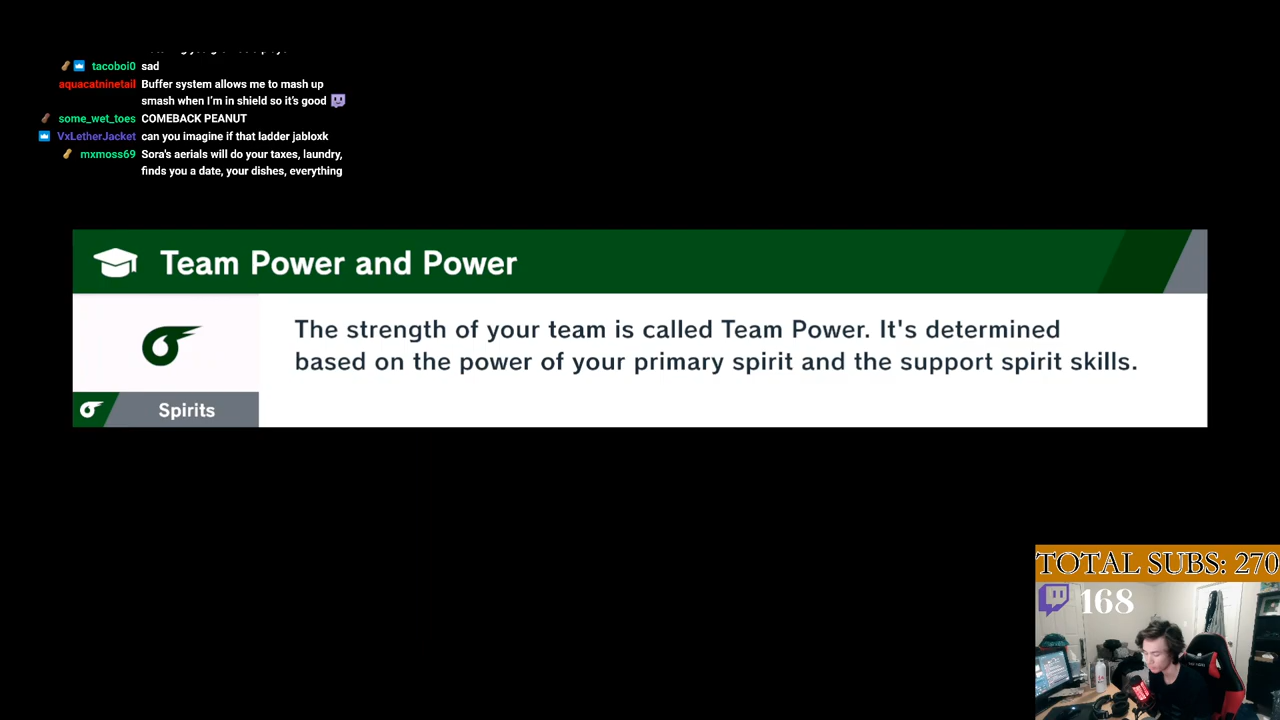 tacoboi0 sad
aquacatninetail Buffer system allows me to mash up
smash when I'm in shield so it's good
some_wet_toes COMEBACK PEANUT
VxLetherJacket can you imagine if that ladder jabloxk
mxmoss69 Sora's aerials will do your taxes, laundry,
finds you a date, your dishes, everything
Team Power and Power
The strength of your team is called Team Power. It's determined
based on the power of your primary spirit and the support spirit skills.
Spirits
TOTAL SUBS: 270
168